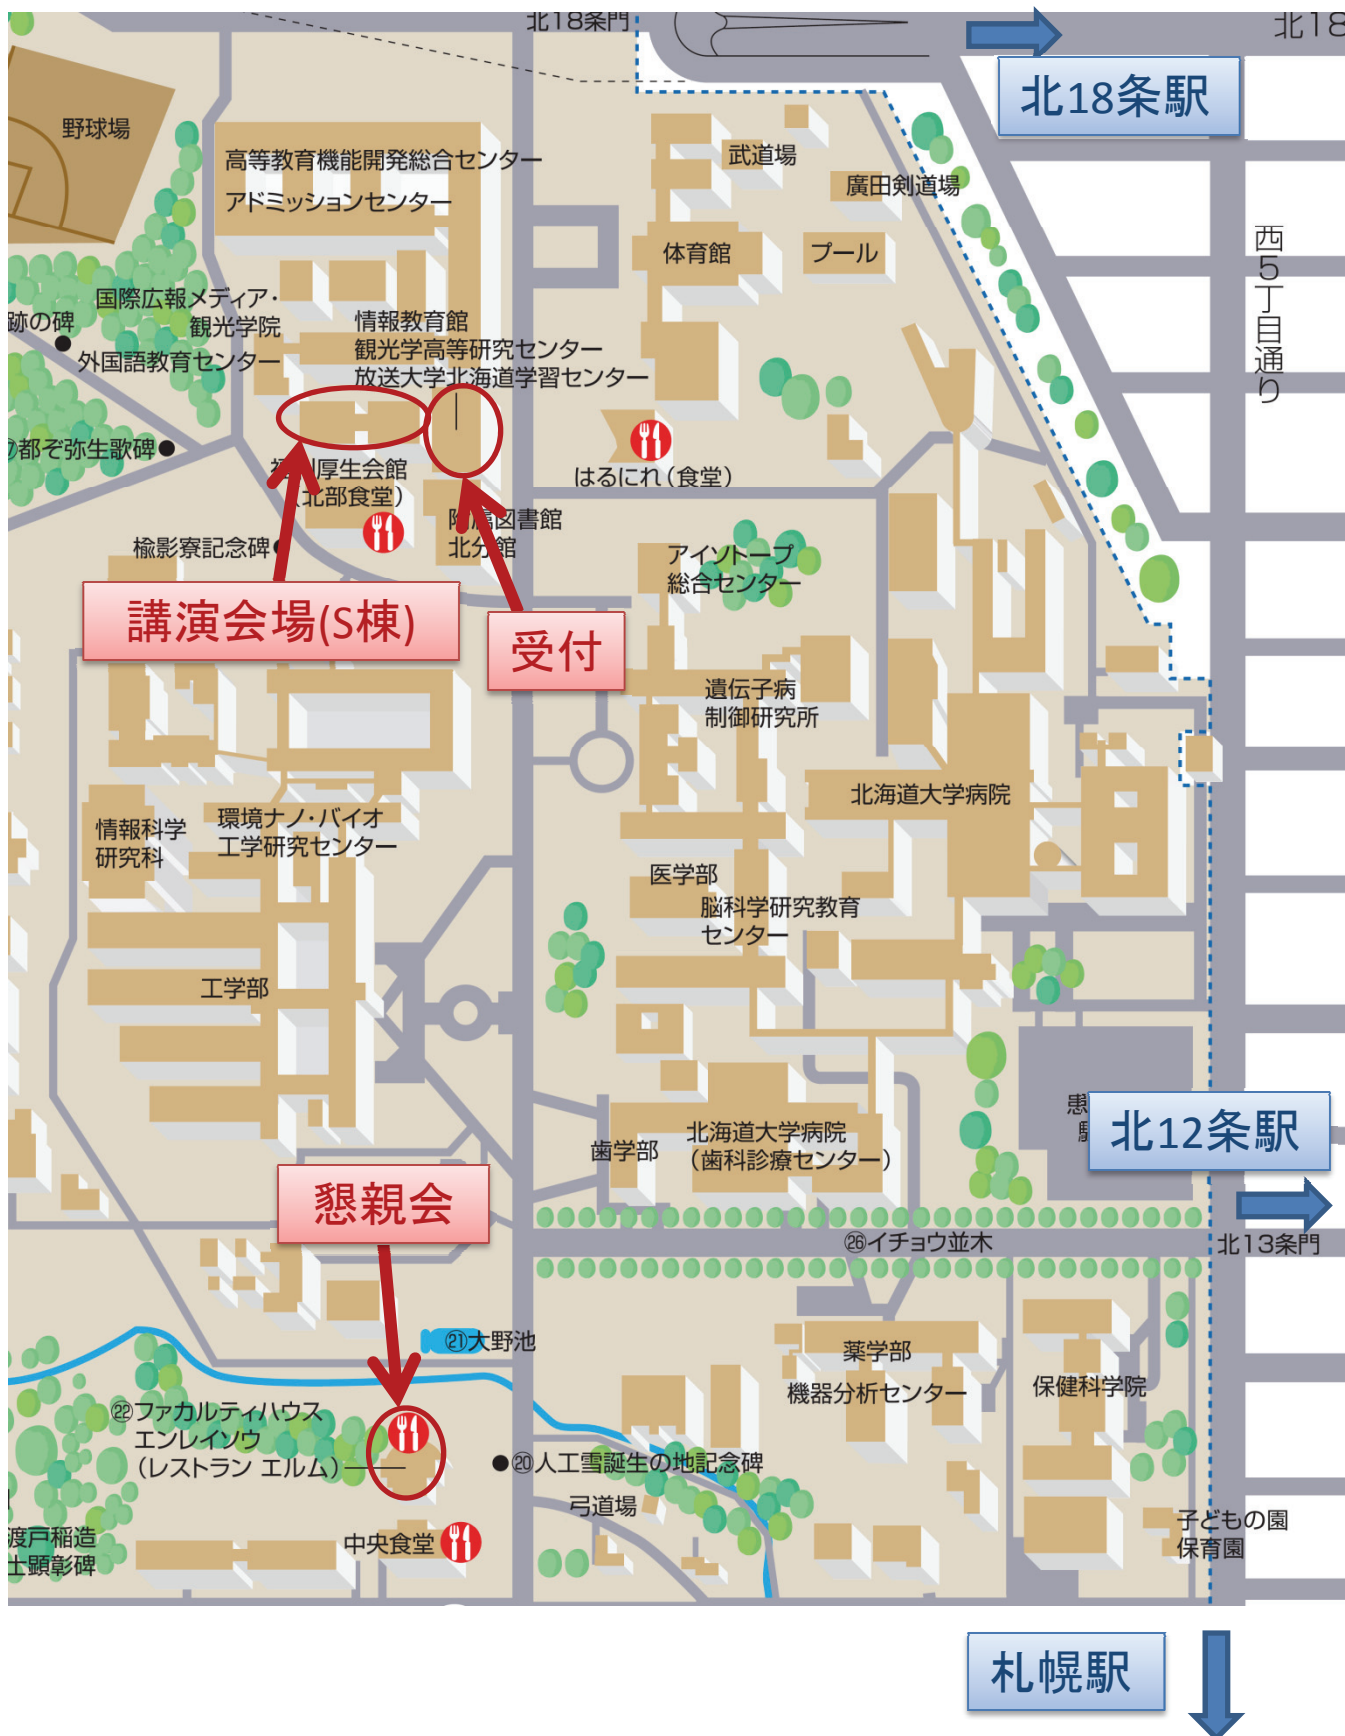 北18条門
北18
北18条駅
野球場
高等教育機能開発総合センター
アドミッションセンター
武道場
廣田剣道場
体育館
プール
西5丁目通り
国際広報メディア・
観光学院
跡の碑
外国語教育センター
情報教育館
観光学高等研究センター
放送大学北海道学習センター
都ぞ弥生歌碑
厚生会館
(北部食堂)
はるにれ(食堂)
図書館
北分館
楡影寮記念碑
アイソトープ
総合センター
講演会場(S棟)
受付
遺伝子病
制御研究所
北海道大学病院
情報科学
研究科
環境ナノ・バイオ
工学研究センター
医学部
脳科学研究教育
センター
工学部
北12条駅
歯学部
北海道大学病院
(歯科診療センター)
懇親会
㉖イチョウ並木
北13条門
㉑大野池
薬学部
機器分析センター
保健科学院
㉒ファカルティハウス
エンレイソウ
(レストラン エルム)
⑳人工雪誕生の地記念碑
弓道場
中央食堂
渡戸稲造
士顕彰碑
子どもの園
保育園
札幌駅